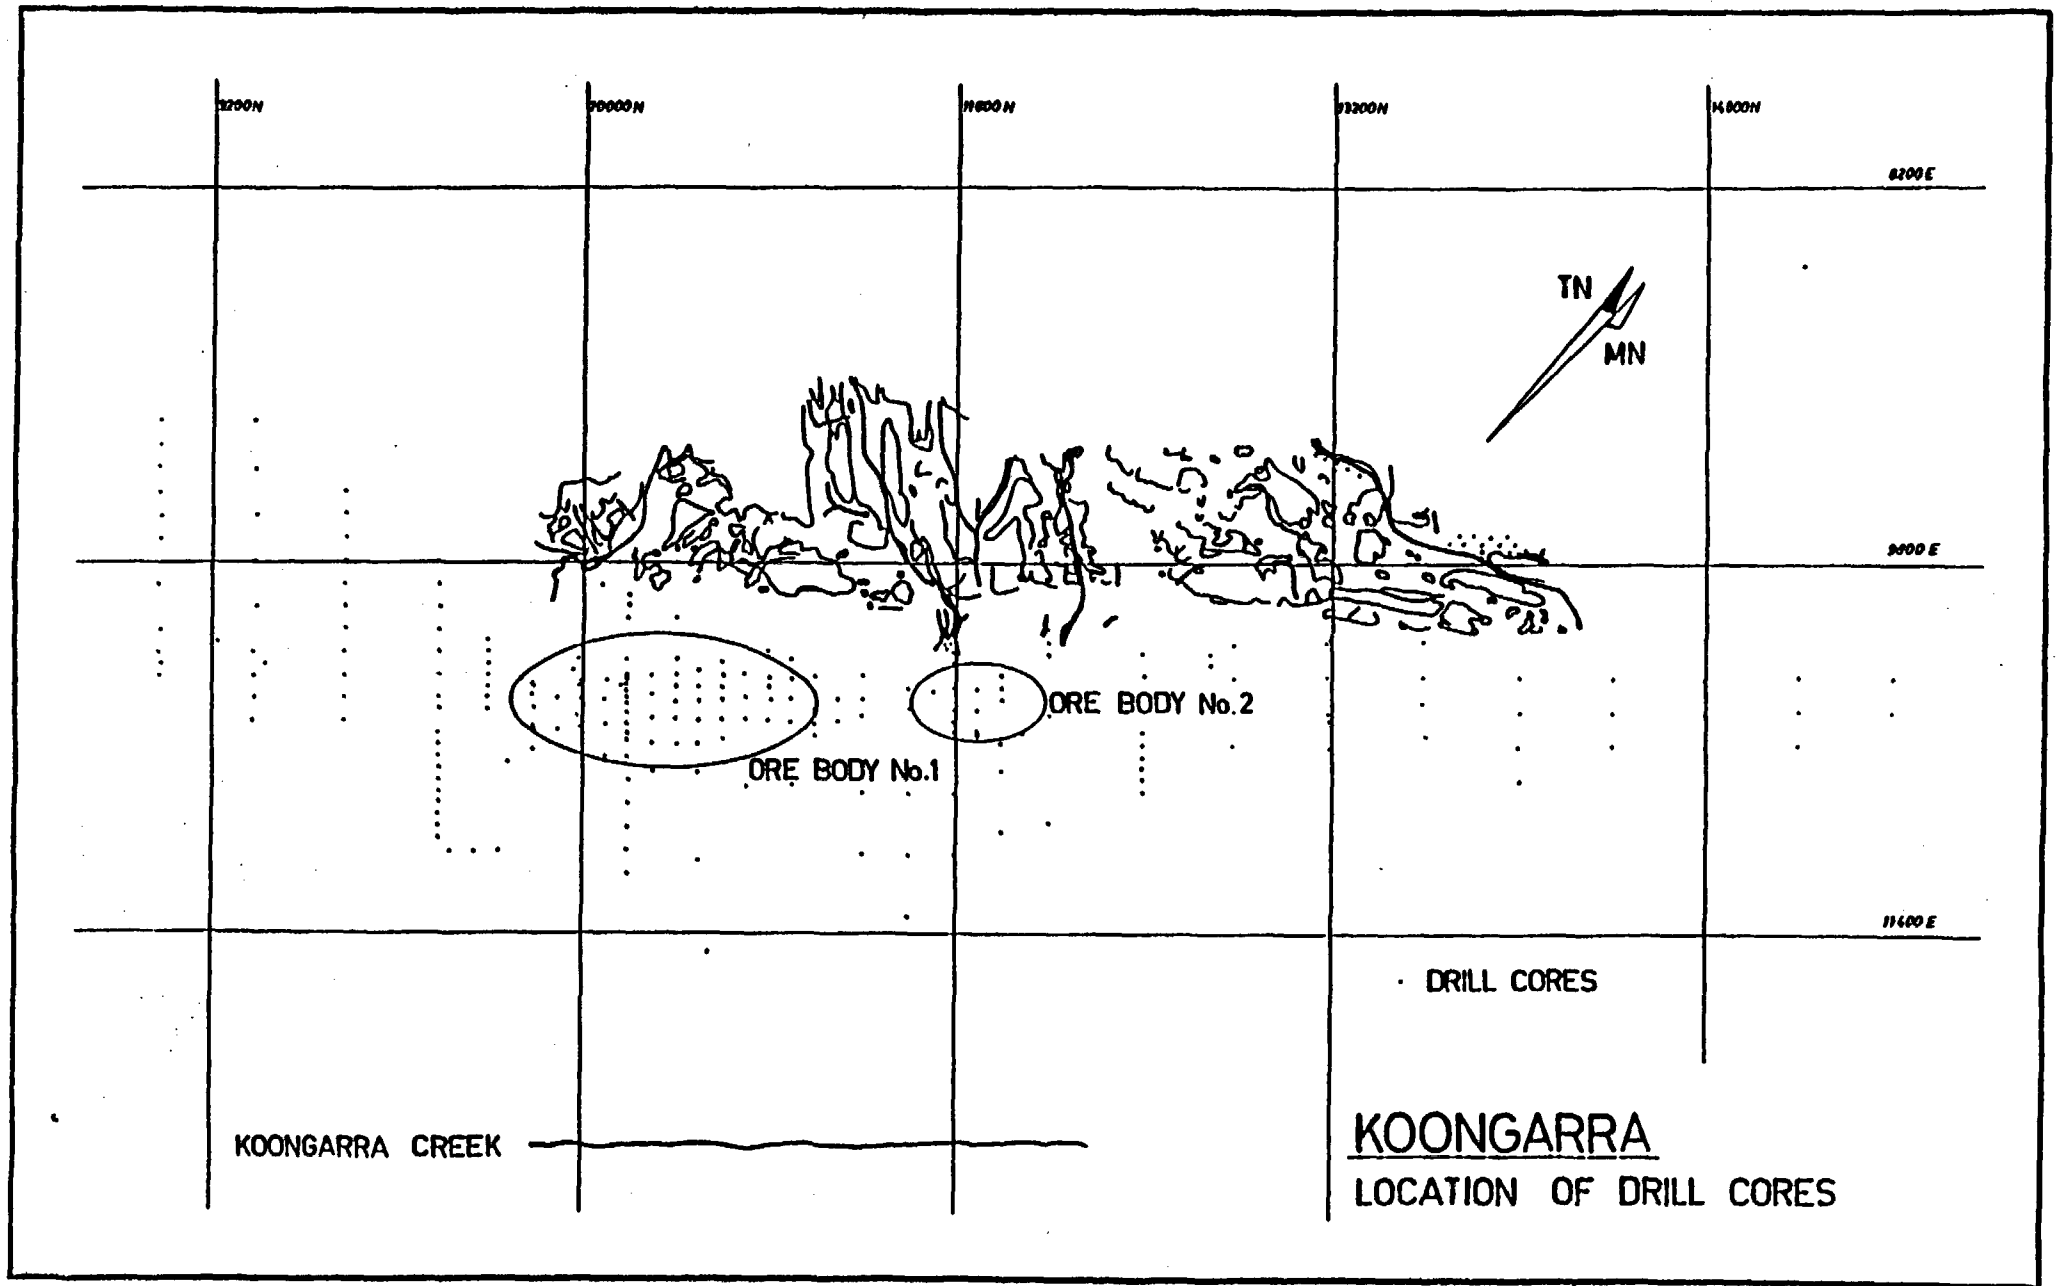 10000N
11600N
13200N
14800N
8200E
TN
MN
9800E
ORE BODY No.2
ORE BODY No.1
11400E
DRILL CORES
KOONGARRA CREEK
KOONGARRA
LOCATION OF DRILL CORES